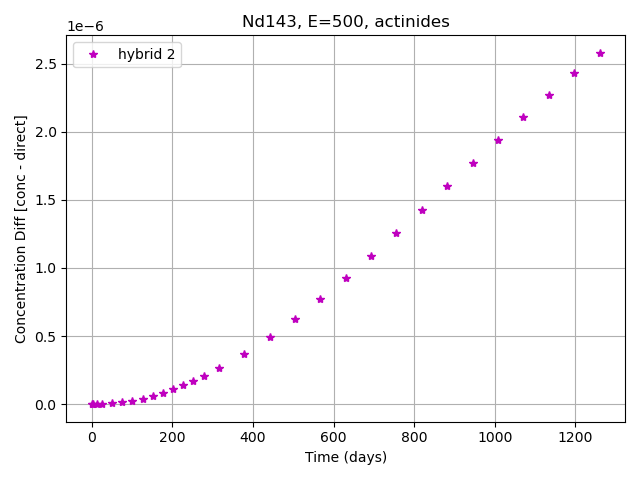 Nd143, E=500, actinides
1e−6
hybrid 2
2.5
2.0
1.5
1.0
0.5
0.0
Concentration Diff [conc - direct]
0 200 400 600 800 1000 1200
Time (days)